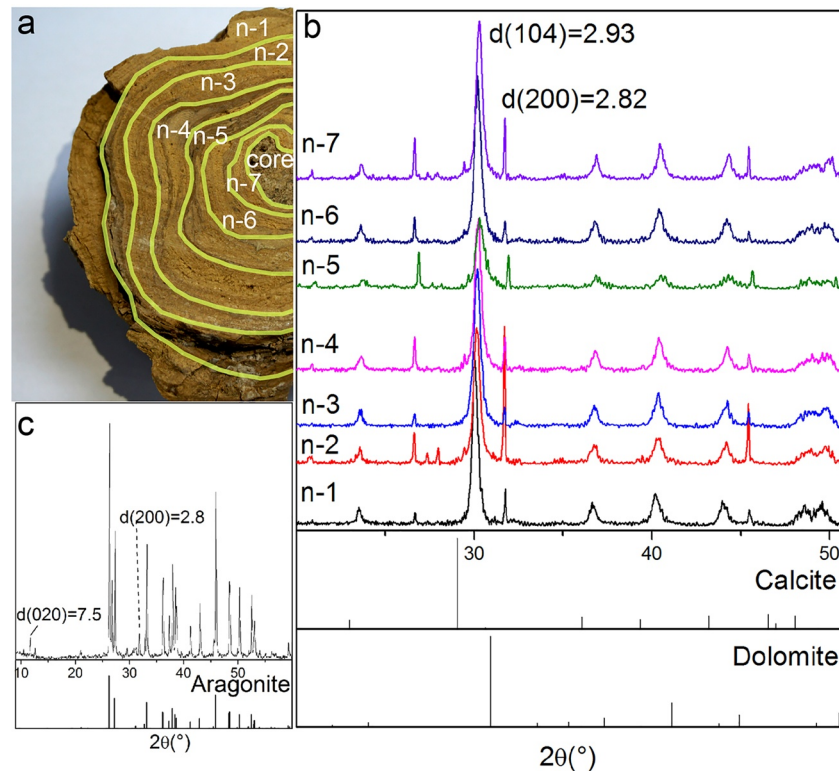 a
n-1
n-2
n-3
n-4
n-5
core
n-7
n-6
b
d(104)=2.93
d(200)=2.82
n-7
n-6
n-5
n-4
n-3
n-2
n-1
30
40
50
Calcite
Dolomite
2θ(°)
c
d(200)=2.8
d(020)=7.5
10
20
30
40
50
Aragonite
2θ(°)